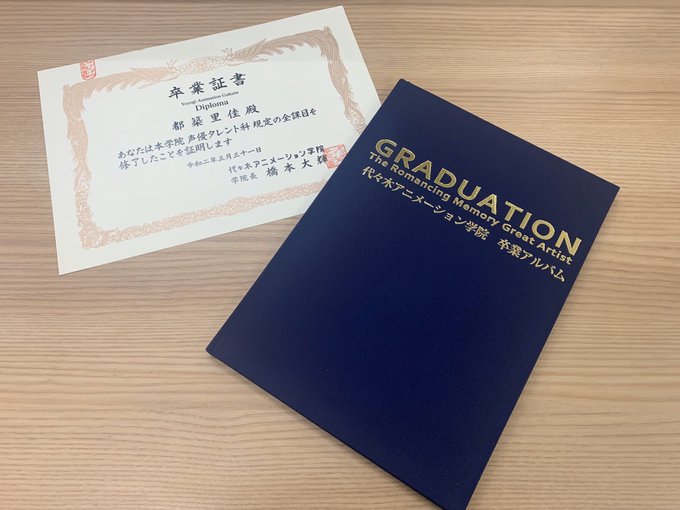 卒業証書
Yoyogi Animation Gakuin
Diploma
都築里佳殿
あなたは本学院 声優タレント科 規定の全課目を
修了したことを証明します
令和二年三月三十一日
代々木アニメーション学院
学院長 橋本大輝
GRADUATION
The Romancing Memory Great Artist
代々木アニメーション学院 卒業アルバム